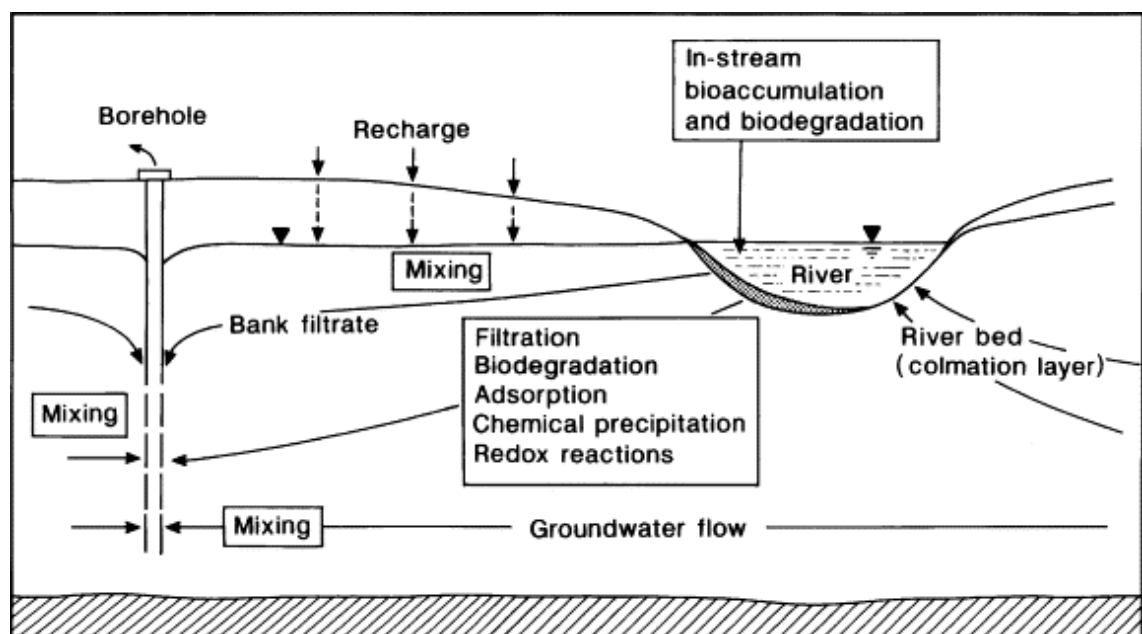 In-stream
bioaccumulation
and biodegradation
Borehole
Recharge
Mixing
River
Bank filtrate
Filtration
Biodegradation
Adsorption
Chemical precipitation
Redox reactions
River bed
(colmation layer)
Mixing
Mixing
Groundwater flow